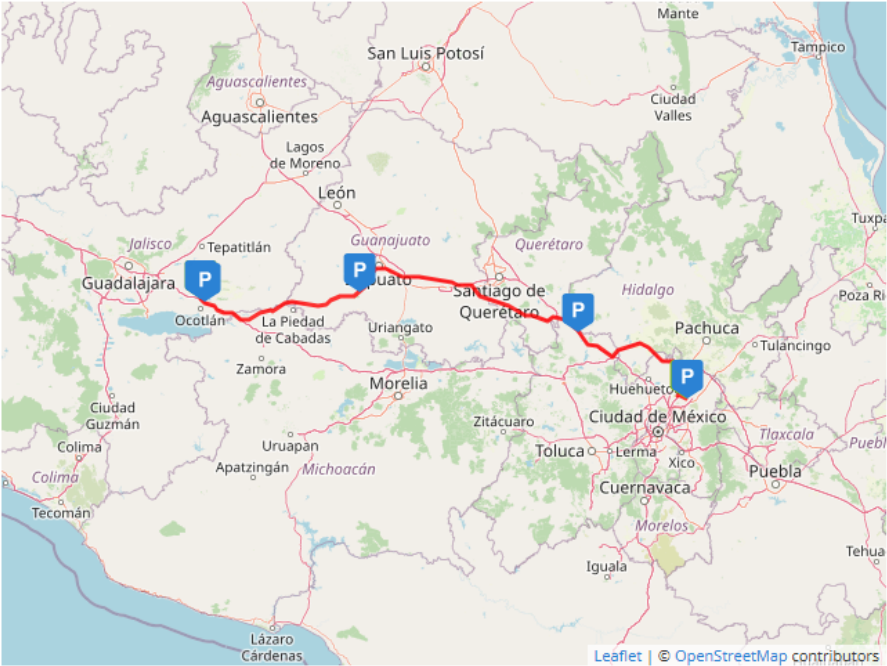 Mante
Tampico
San Luis Potosí
Aguascalientes
Ciudad
Valles
Aguascalientes
Lagos
de Moreno
León
Tuxpa
Jalisco
Tepatitlán
Guanajuato
Querétaro
P
P
Guadalajara
Santiago de
Querétaro
Hidalgo
Poza Ri
P
Ocotlán
La Piedad
de Cabadas
Uriangato
Pachuca
Tulancingo
Zamora
Morelia
P
Huehueto
Ciudad
Guzmán
Zitácuaro
Ciudad de México
Tlaxcala
Puebl
Colima
Uruapan
Toluca
Lerma
Xico
Colima
Apatzingán
Michoacán
Puebla
Tecomán
Cuernavaca
Morelos
Iguala
Tehua
Lázaro
Cárdenas
Leaflet | © OpenStreetMap contributors